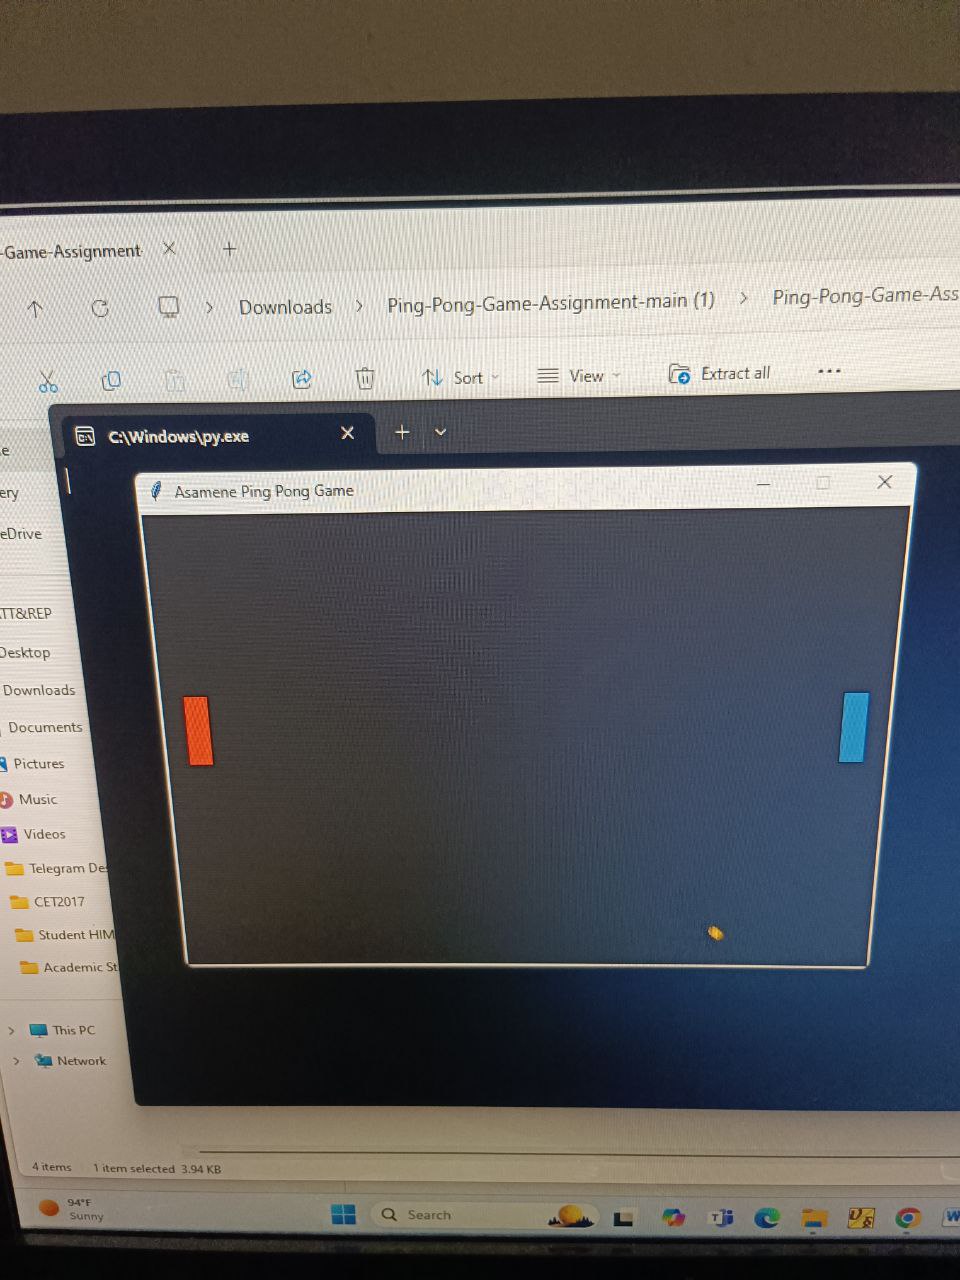 -Game-Assignment
Downloads > Ping-Pong-Game-Assignment-main (1) > Ping-Pong-Game-Ass
Sort View Extract all ...
C:\Windows\py.exe
Asamene Ping Pong Game
e
ery
eDrive
TT&REP
Desktop
Downloads
Documents
Pictures
Music
Videos
Telegram De
CET2017
Student HIM
Academic St
This PC
Network
4 items 1 item selected 3.94 KB
94°F
Sunny
Search